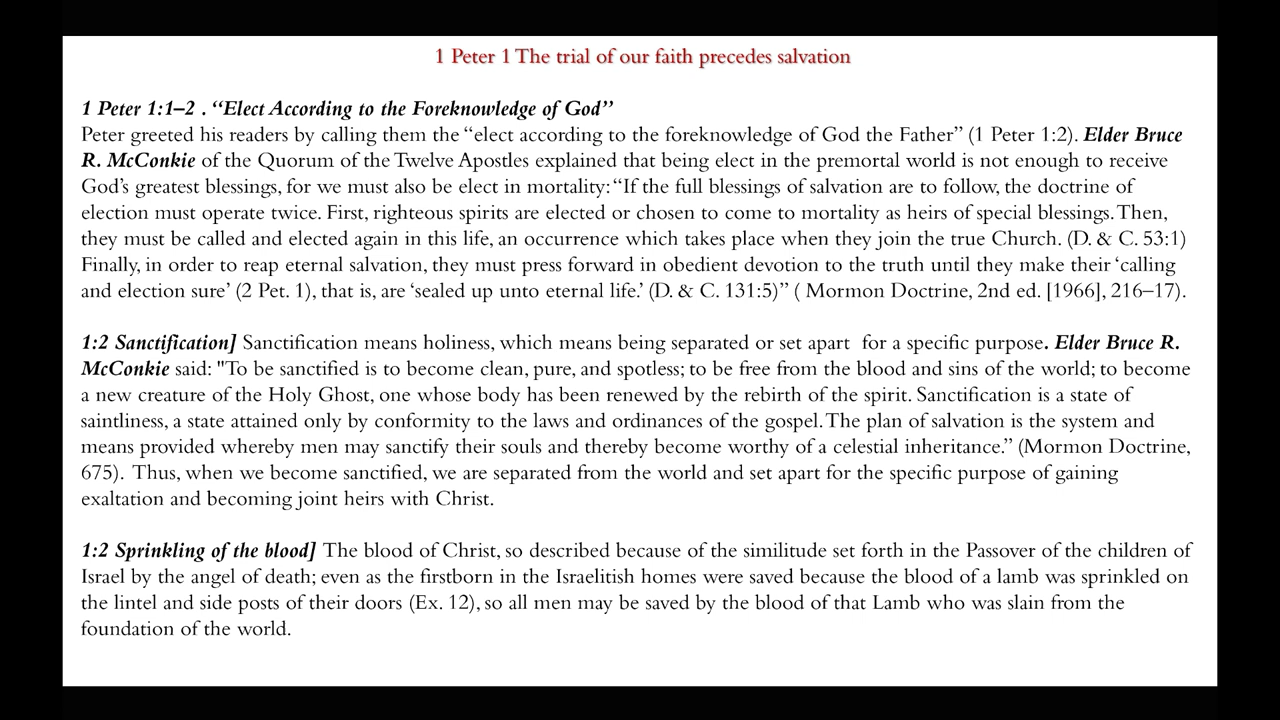 1 Peter 1 The trial of our faith precedes salvation
1 Peter 1:1–2 . “Elect According to the Foreknowledge of God”
Peter greeted his readers by calling them the “elect according to the foreknowledge of God the Father” (1 Peter 1:2). Elder Bruce
R. McConkie of the Quorum of the Twelve Apostles explained that being elect in the premortal world is not enough to receive
God’s greatest blessings, for we must also be elect in mortality: “If the full blessings of salvation are to follow, the doctrine of
election must operate twice. First, righteous spirits are elected or chosen to come to mortality as heirs of special blessings. Then,
they must be called and elected again in this life, an occurrence which takes place when they join the true Church. (D. & C. 53:1)
Finally, in order to reap eternal salvation, they must press forward in obedient devotion to the truth until they make their ‘calling
and election sure’ (2 Pet. 1), that is, are ‘sealed up unto eternal life.’ (D. & C. 131:5)” ( Mormon Doctrine, 2nd ed. [1966], 216–17).
1:2 Sanctification] Sanctification means holiness, which means being separated or set apart  for a specific purpose. Elder Bruce R.
McConkie said: "To be sanctified is to become clean, pure, and spotless; to be free from the blood and sins of the world; to become
a new creature of the Holy Ghost, one whose body has been renewed by the rebirth of the spirit. Sanctification is a state of
saintliness, a state attained only by conformity to the laws and ordinances of the gospel. The plan of salvation is the system and
means provided whereby men may sanctify their souls and thereby become worthy of a celestial inheritance.” (Mormon Doctrine,
675).  Thus, when we become sanctified, we are separated from the world and set apart for the specific purpose of gaining
exaltation and becoming joint heirs with Christ.
1:2 Sprinkling of the blood] The blood of Christ, so described because of the similitude set forth in the Passover of the children of
Israel by the angel of death; even as the firstborn in the Israelitish homes were saved because the blood of a lamb was sprinkled on
the lintel and side posts of their doors (Ex. 12), so all men may be saved by the blood of that Lamb who was slain from the
foundation of the world.